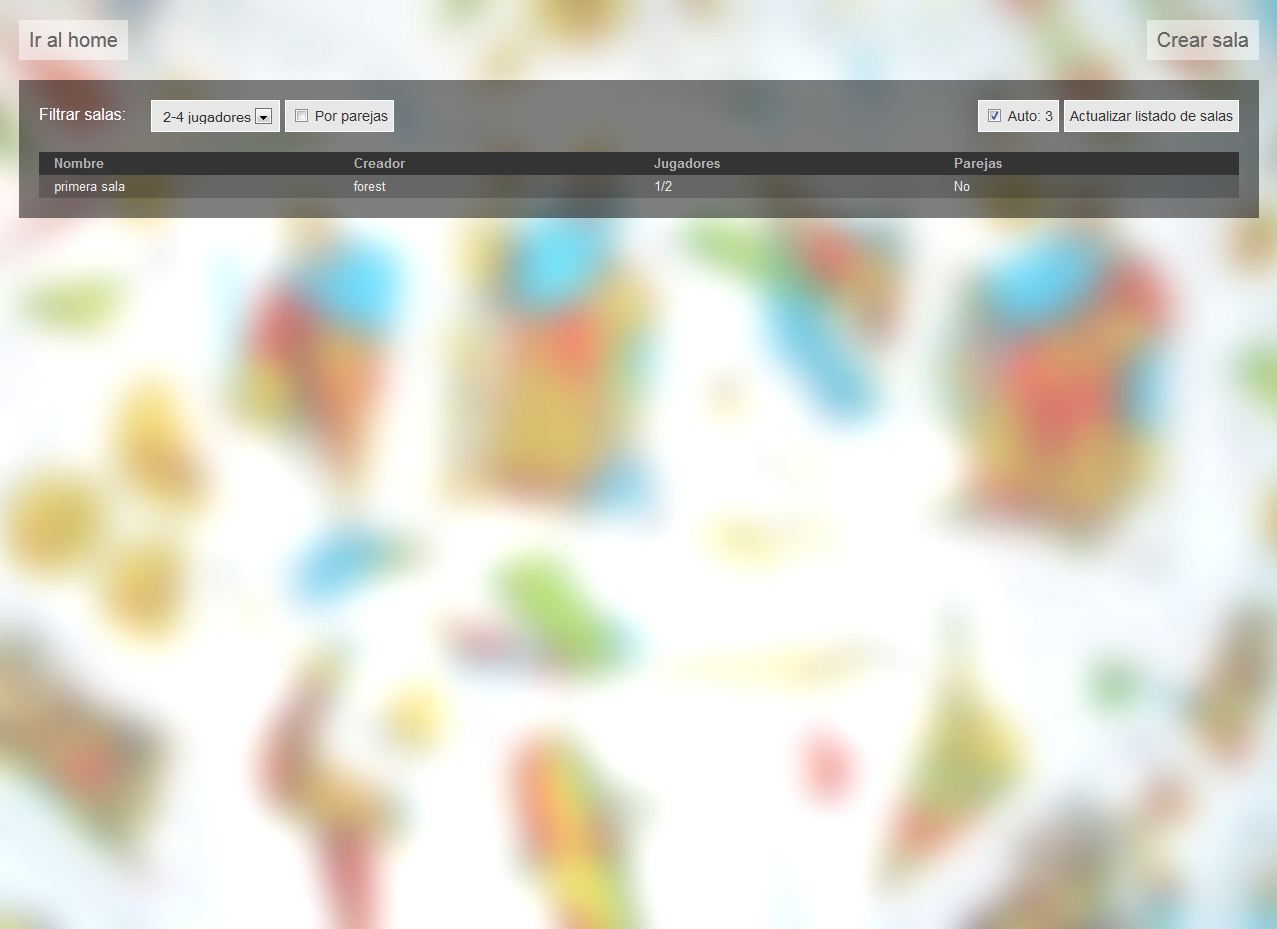 Ir al home
Crear sala
Filtrar salas: 2-4 jugadores Por parejas Auto: 3 Actualizar listado de salas
Nombre Creador Jugadores Parejas
primera sala forest 1/2 No